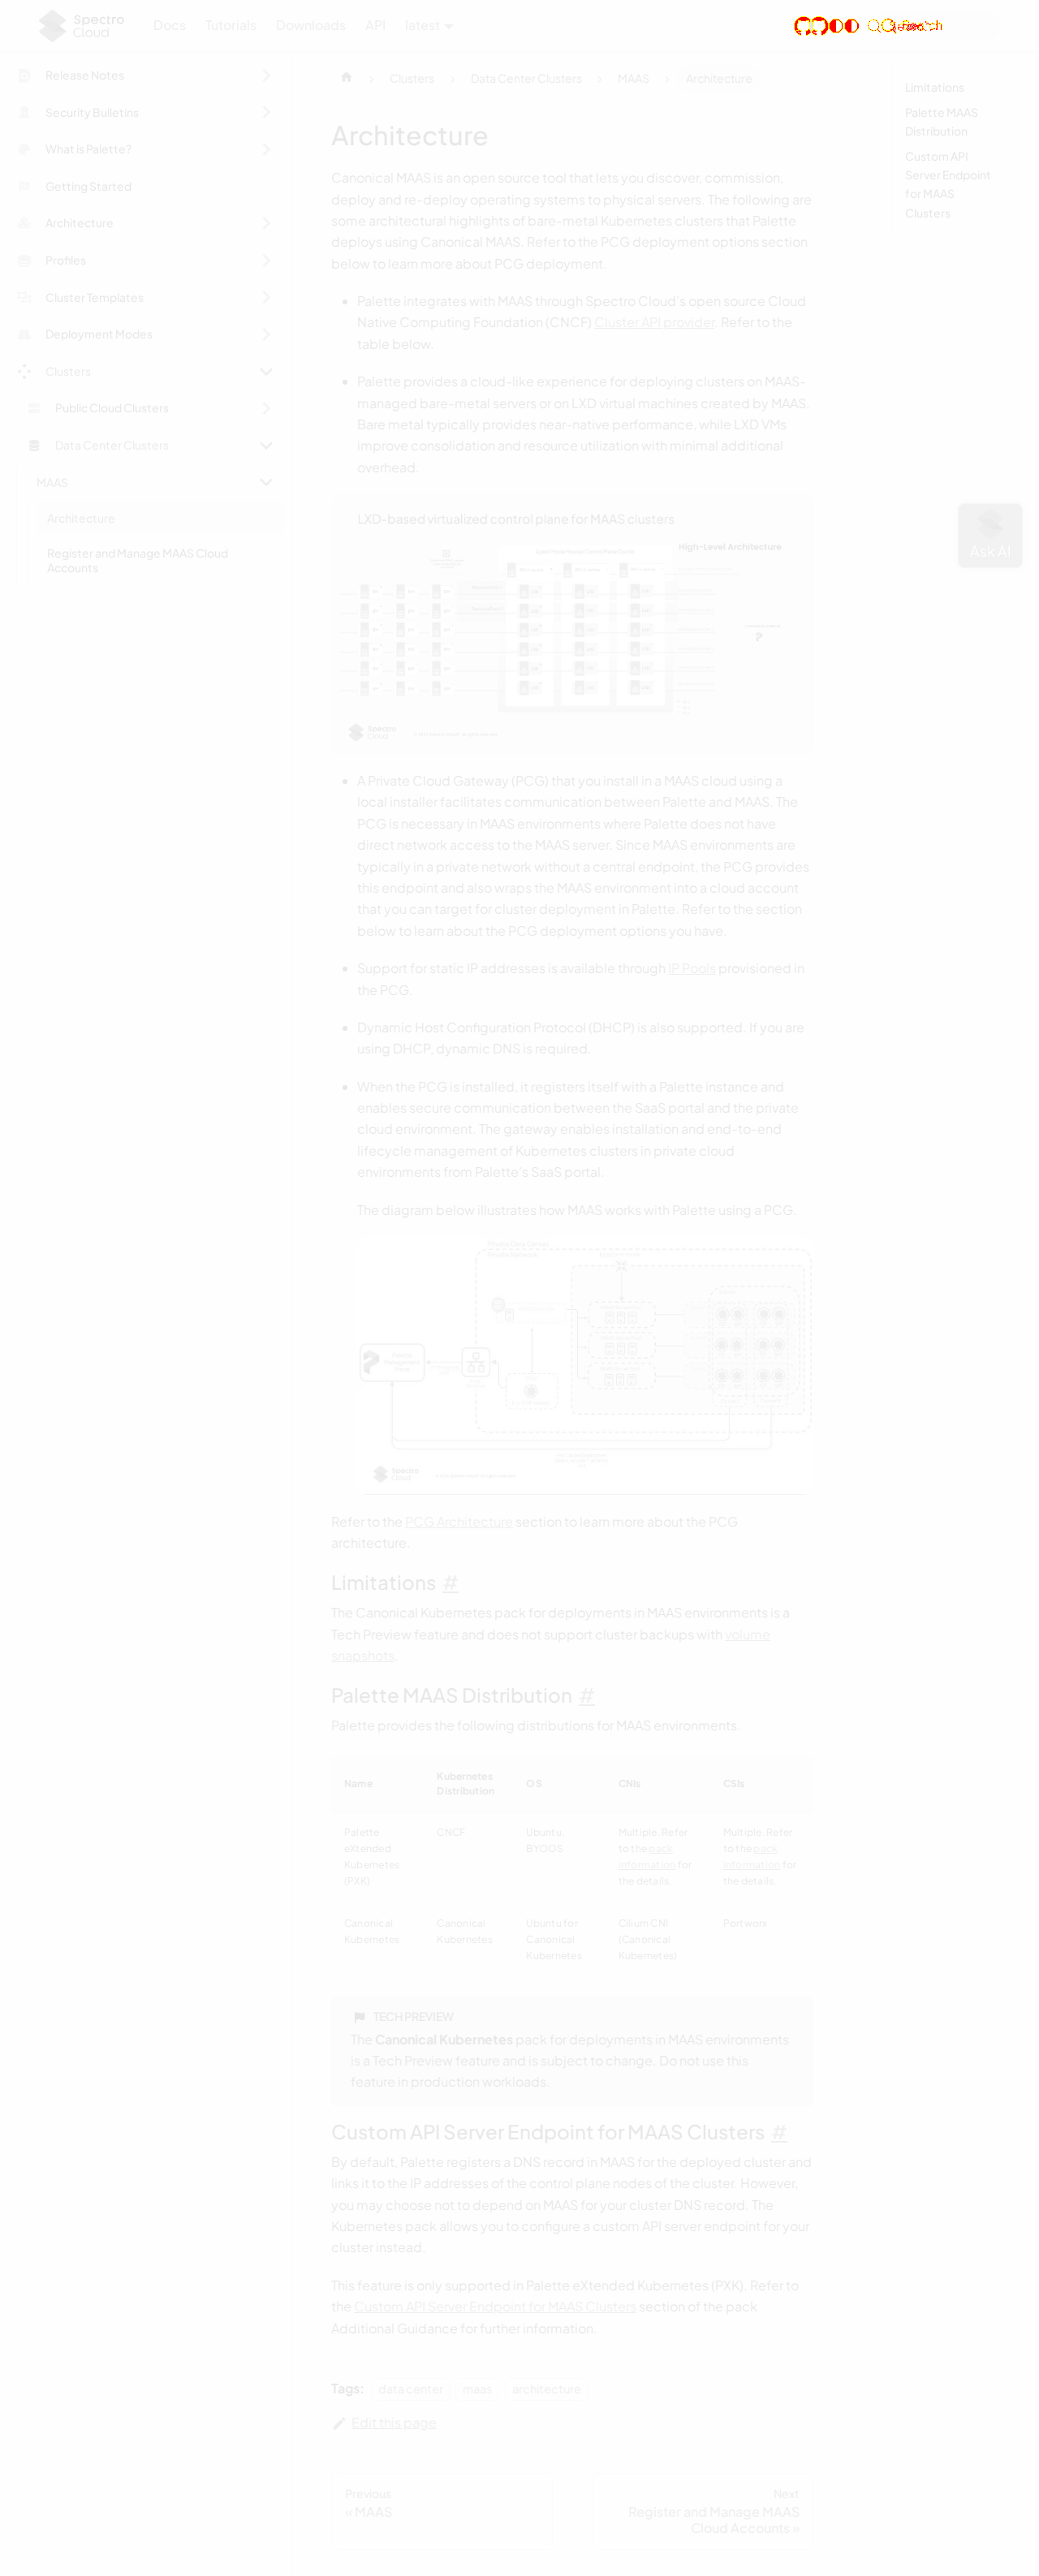 Spectro
Cloud
Docs
Tutorials
Downloads
API
latest
Search
Release Notes
Security Bulletins
What is Palette?
Getting Started
Architecture
Profiles
Cluster Templates
Deployment Modes
Clusters
Public Cloud Clusters
Data Center Clusters
MAAS
Architecture
Register and Manage MAAS Cloud
Accounts
Clusters
Data Center Clusters
MAAS
Architecture
Architecture
Canonical MAAS is an open source tool that lets you discover, commission,
deploy and re-deploy operating systems to physical servers. The following are
some architectural highlights of bare-metal Kubernetes clusters that Palette
deploys using Canonical MAAS. Refer to the PCG deployment options section
below to learn more about PCG deployment.
Palette integrates with MAAS through Spectro Cloud's open source Cloud
Native Computing Foundation (CNCF) Cluster API provider. Refer to the
table below.
Palette provides a cloud-like experience for deploying clusters on MAAS-
managed bare-metal servers or on LXD virtual machines created by MAAS.
Bare metal typically provides near-native performance, while LXD VMs
improve consolidation and resource utilization with minimal additional
overhead.
LXD-based virtualized control plane for MAAS clusters
High-Level Architecture
Spectro
Cloud
A Private Cloud Gateway (PCG) that you install in a MAAS cloud using a
local installer facilitates communication between Palette and MAAS. The
PCG is necessary in MAAS environments where Palette does not have
direct network access to the MAAS server. Since MAAS environments are
typically in a private network without a central endpoint, the PCG provides
this endpoint and also wraps the MAAS environment into a cloud account
that you can target for cluster deployment in Palette. Refer to the section
below to learn about the PCG deployment options you have.
Support for static IP addresses is available through IP Pools provisioned in
the PCG.
Dynamic Host Configuration Protocol (DHCP) is also supported. If you are
using DHCP, dynamic DNS is required.
When the PCG is installed, it registers itself with a Palette instance and
enables secure communication between the SaaS portal and the private
cloud environment. The gateway enables installation and end-to-end
lifecycle management of Kubernetes clusters in private cloud
environments from Palette's SaaS portal.
The diagram below illustrates how MAAS works with Palette using a PCG.
Spectro
Cloud
Refer to the PCG Architecture section to learn more about the PCG
architecture.
Limitations #
The Canonical Kubernetes pack for deployments in MAAS environments is a
Tech Preview feature and does not support cluster backups with volume
snapshots.
Palette MAAS Distribution #
Palette provides the following distributions for MAAS environments.
Name
Kubernetes
Distribution
OS
CNIs
CSIs
Palette
eXtended
Kubernetes
(PXK)
CNCF
Ubuntu,
BYOOS
Multiple. Refer
to the pack
information for
the details.
Multiple. Refer
to the pack
information for
the details.
Canonical
Kubernetes
Canonical
Kubernetes
Ubuntu for
Canonical
Kubernetes
Cilium CNI
(Canonical
Kubernetes)
Portworx
TECH PREVIEW
The Canonical Kubernetes pack for deployments in MAAS environments
is a Tech Preview feature and is subject to change. Do not use this
feature in production workloads.
Custom API Server Endpoint for MAAS Clusters #
By default, Palette registers a DNS record in MAAS for the deployed cluster and
links it to the IP addresses of the control plane nodes of the cluster. However,
you may choose not to depend on MAAS for your cluster DNS record. The
Kubernetes pack allows you to configure a custom API server endpoint for your
cluster instead.
This feature is only supported in Palette eXtended Kubernetes (PXK). Refer to
the Custom API Server Endpoint for MAAS Clusters section of the pack
Additional Guidance for further information.
Tags:
data center
maas
architecture
Edit this page
Previous
« MAAS
Next
Register and Manage MAAS
Cloud Accounts »
Limitations
Palette MAAS
Distribution
Custom API
Server Endpoint
for MAAS
Clusters
Ask AI